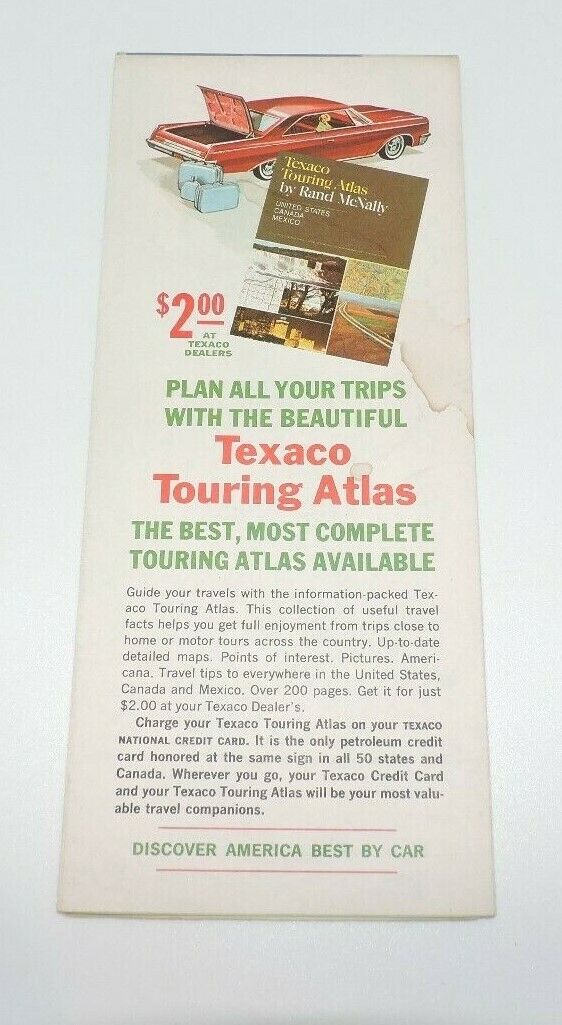 Texaco
Touring Atlas
by Rand McNally
UNITED STATES
CANADA
MEXICO
$2.00
AT
TEXACO
DEALERS
PLAN ALL YOUR TRIPS
WITH THE BEAUTIFUL
Texaco
Touring Atlas
THE BEST, MOST COMPLETE
TOURING ATLAS AVAILABLE
Guide your travels with the information-packed Tex-
aco Touring Atlas. This collection of useful travel
facts helps you get full enjoyment from trips close to
home or motor tours across the country. Up-to-date
detailed maps. Points of interest. Pictures. Ameri-
cana. Travel tips to everywhere in the United States,
Canada and Mexico. Over 200 pages. Get it for just
$2.00 at your Texaco Dealer's.
Charge your Texaco Touring Atlas on your TEXACO
NATIONAL CREDIT CARD. It is the only petroleum credit
card honored at the same sign in all 50 states and
Canada. Wherever you go, your Texaco Credit Card
and your Texaco Touring Atlas will be your most valu-
able travel companions.
DISCOVER AMERICA BEST BY CAR